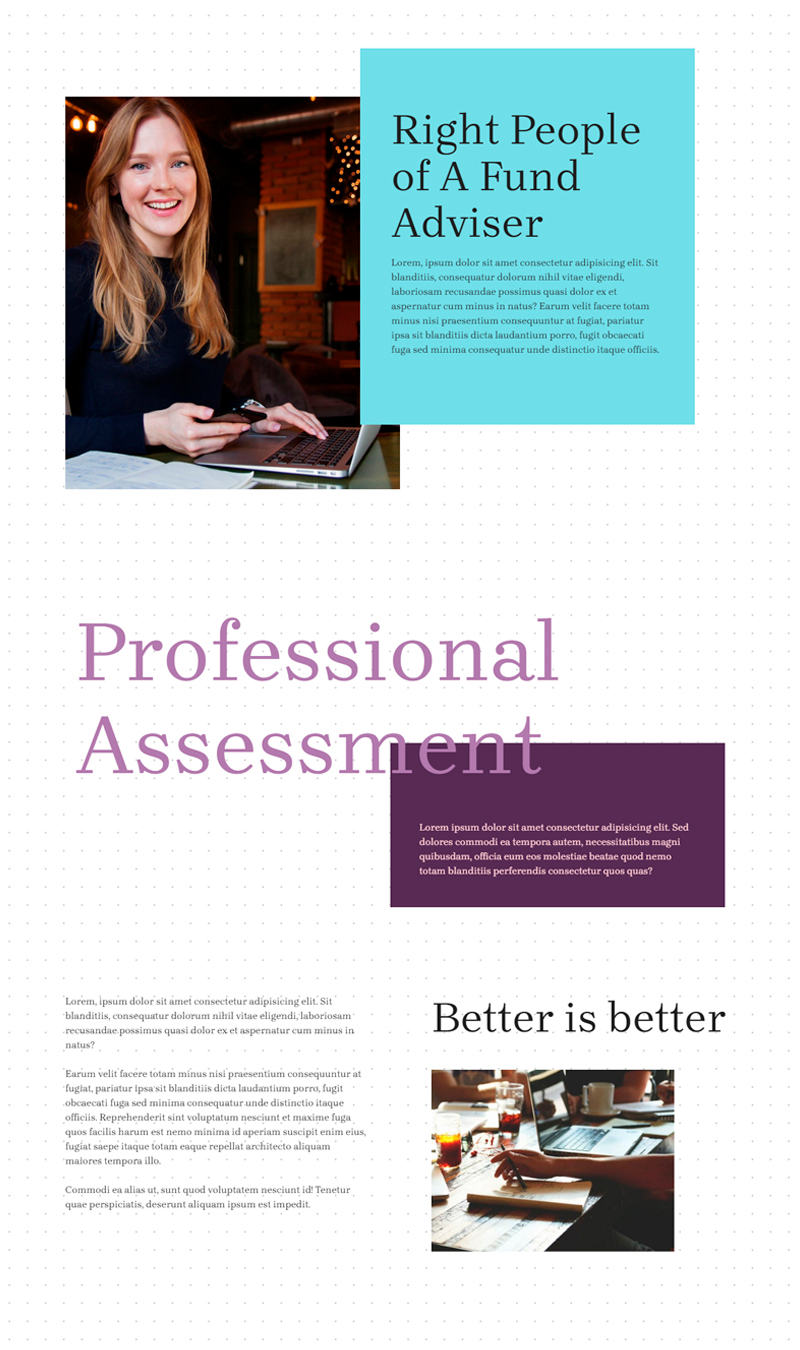 Right People
of A Fund
Adviser
Lorem, ipsum dolor sit amet consectetur adipisicing elit. Sit
blanditiis, consequatur dolorum nihil vitae eligendi,
laboriosam recusandae possimus quasi dolor ex et
aspernatur cum minus in natus? Earum velit facere totam
minus nisi praesentium consequuntur at fugiat, pariatur
ipsa sit blanditiis dicta laudantium porro, fugit obcaecati
fuga sed minima consequatur unde distinctio itaque officiis.
Professional
Assessment
Lorem ipsum dolor sit amet consectetur adipisicing elit. Sed
dolores commodi ea tempora autem, necessitatibus magni
quibusdam, officia eum eos molestiae beatae quod nemo
totam blanditiis perferendis consectetur quos quas?
Lorem, ipsum dolor sit amet consectetur adipisicing elit. Sit
blanditiis, consequatur dolorum nihil vitae eligendi, laboriosam
recusandae possimus quasi dolor ex et aspernatur cum minus in
natus?
Earum velit facere totam minus nisi praesentium consequuntur at
fugiat, pariatur ipsa sit blanditiis dicta laudantium porro, fugit
obcaecati fuga sed minima consequatur unde distinctio itaque
officiis. Reprehenderit sint voluptatum nesciunt et maxime fuga
quos facilis harum est nemo minima id aperiam suscipit enim eius,
fugiat saepe itaque totam eaque repellat architecto aliquam
maiores tempora illo.
Commodi ea alias ut, sunt quod voluptatem nesciunt id! Tenetur
quae perspiciatis, deserunt aliquam ipsum est impedit.
Better is better